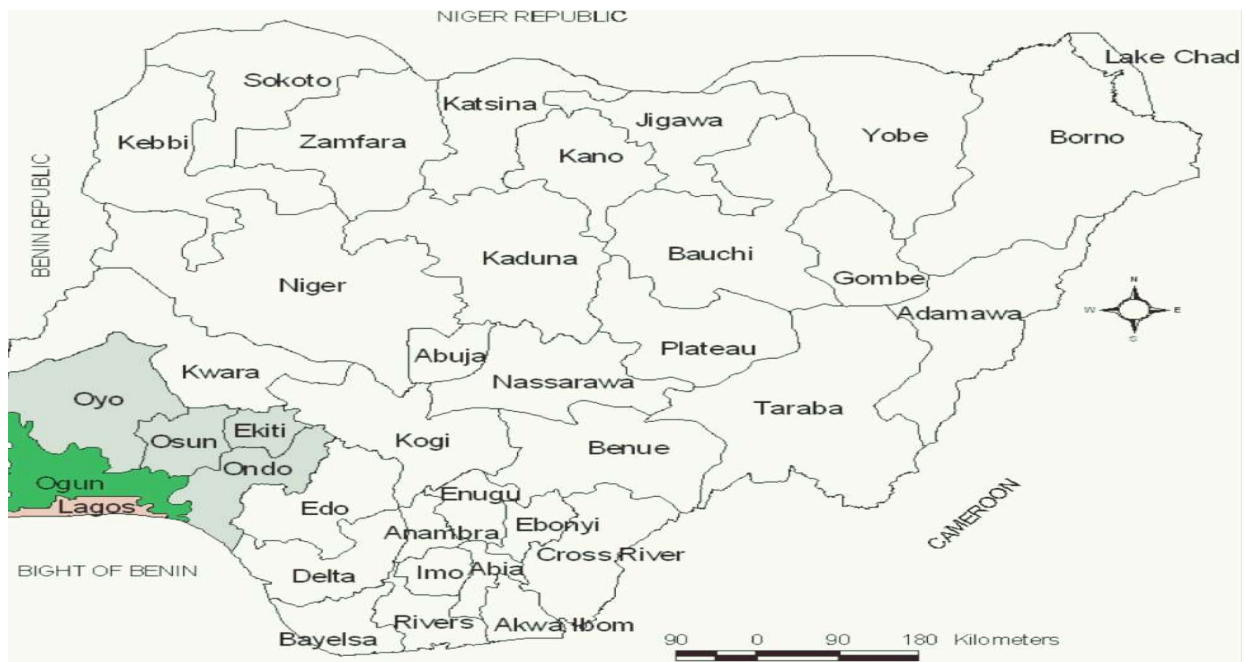 NIGER REPUBLIC
Lake Chad
Sokoto
Katsina
Jigawa
Kebbi
Zamfara
Kano
Yobe
Borno
BENIN REPUBLIC
Kaduna
Bauchi
Niger
Gombe
N
W
E
S
Adamawa
Abuja
Plateau
Kwara
Nassarawa
Oyo
Taraba
Osun
Ekiti
Kogi
Benue
Ondo
Ogun
Lagos
Edo
Enugu
Anambra
Ebonyi
CAMEROON
Cross River
BIGHT OF BENIN
Delta
Imo
Abia
Bayelsa
Rivers
Akwa Ibom
90 0 90 180 Kilometers